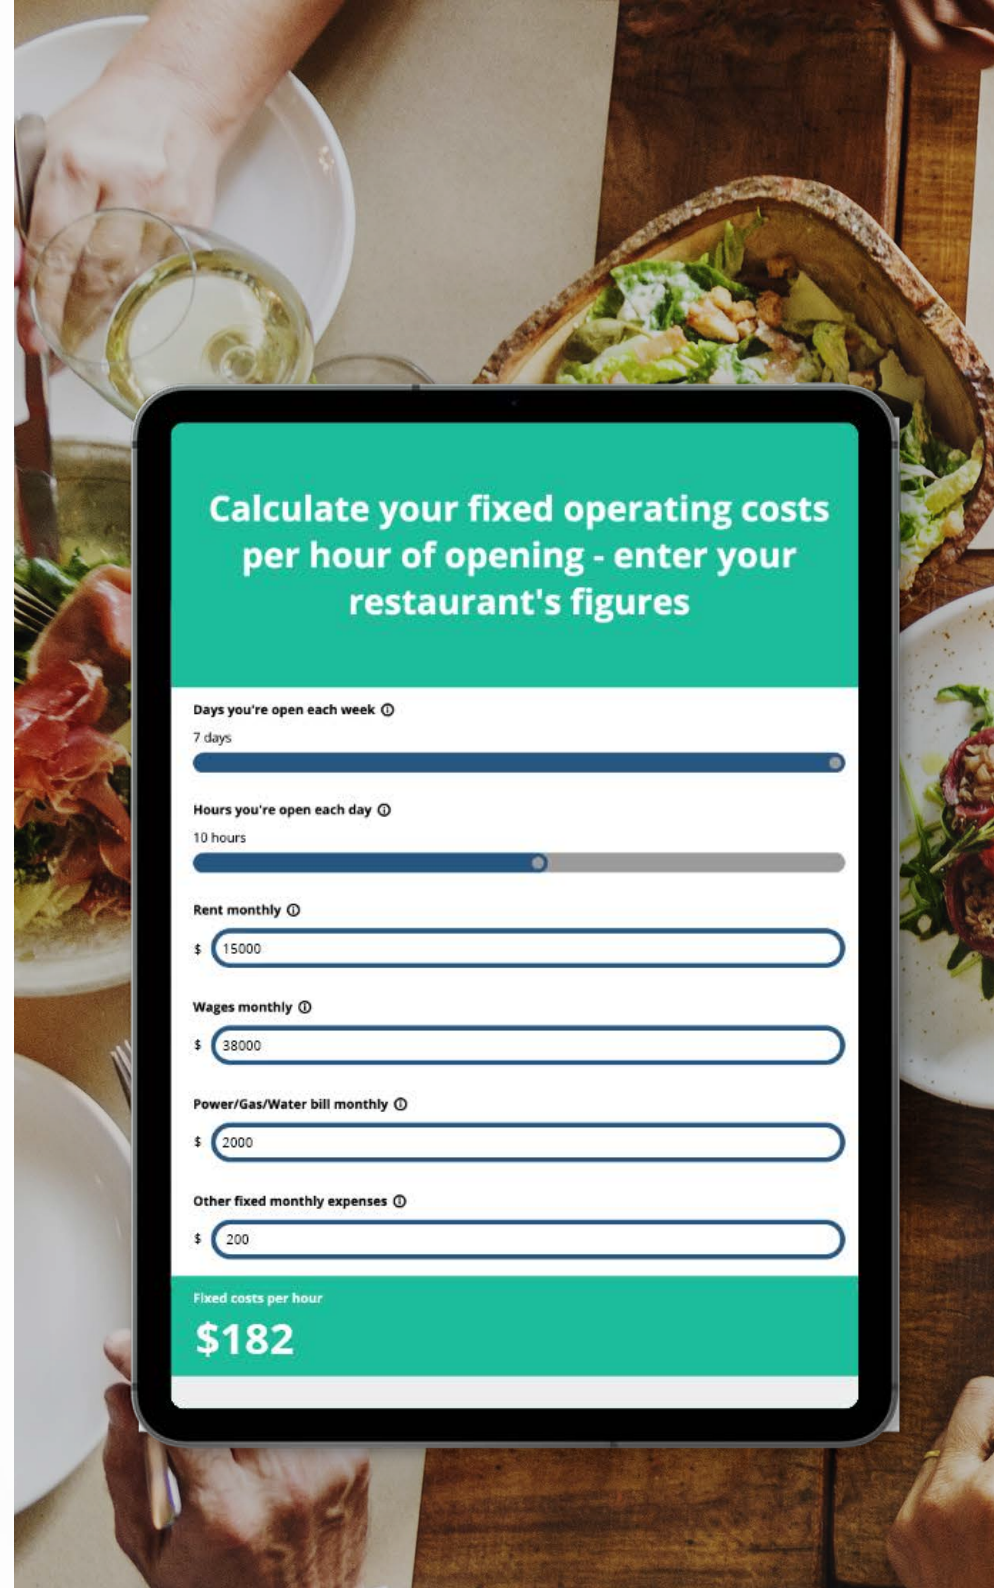 Calculate your fixed operating costs
per hour of opening - enter your
restaurant's figures
Days you're open each week
7 days
Hours you're open each day
10 hours
Rent monthly
$ 15000
Wages monthly
$ 38000
Power/Gas/Water bill monthly
$ 2000
Other fixed monthly expenses
$ 200
Fixed costs per hour
$182